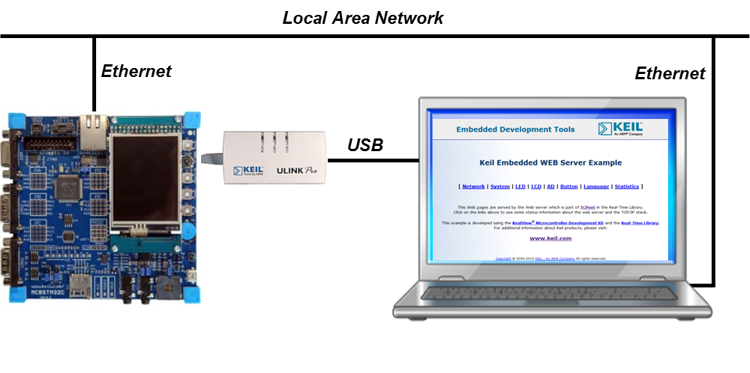 Local Area Network
Ethernet
Ethernet
USB
KEIL
ULINK Pro
Embedded Development Tools
KEIL
An ARM® Company
Keil Embedded WEB Server Example
[ Network | System | LED | LCD | AD | Button | Language | Statistics ]
This Web pages are served by the Web server which is part of TCPnet in the Real-Time Library.
Click on the links above to see some status information about the web server and the TCP/IP stack.
This example is developed using the RealView® Microcontroller Development Kit and the Real-Time Library.
For additional information about Keil products, please visit:
www.keil.com
Copyright © 2004-2013 KEIL - An ARM Company All rights reserved.
www.keil.com/
MCBSTM32C